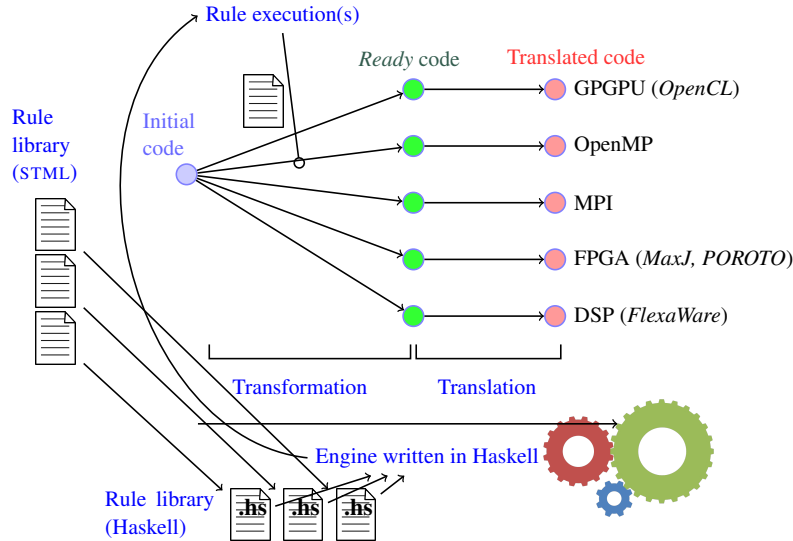 Rule execution(s)
Ready code
Translated code
GPGPU (OpenCL)
Rule
library
(STML)
Initial
code
OpenMP
MPI
FPGA (MaxJ, POROTO)
DSP (FlexaWare)
Transformation
Translation
Engine written in Haskell
Rule library
(Haskell)
.hs
.hs
.hs